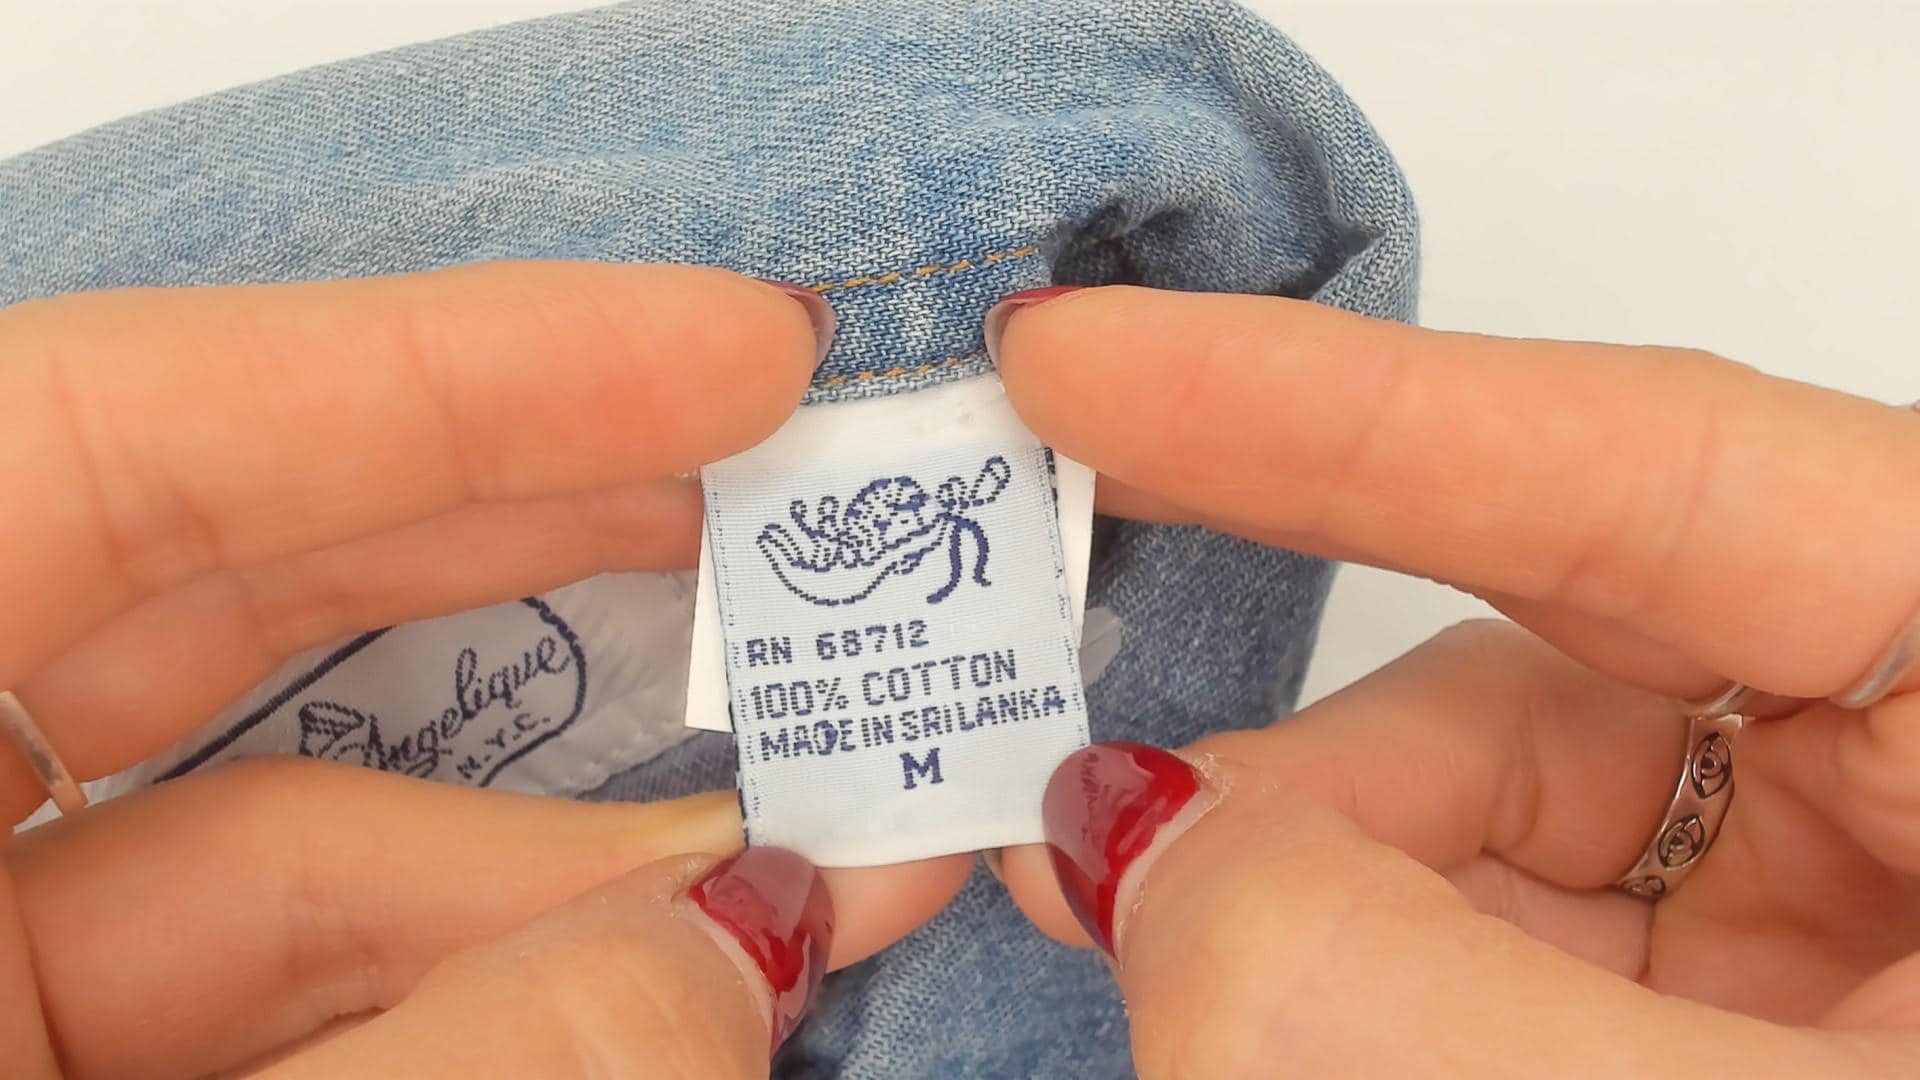 RN 68712
100% COTTON
MADE IN SRI LANKA
M
Angelique
N.Y.C.